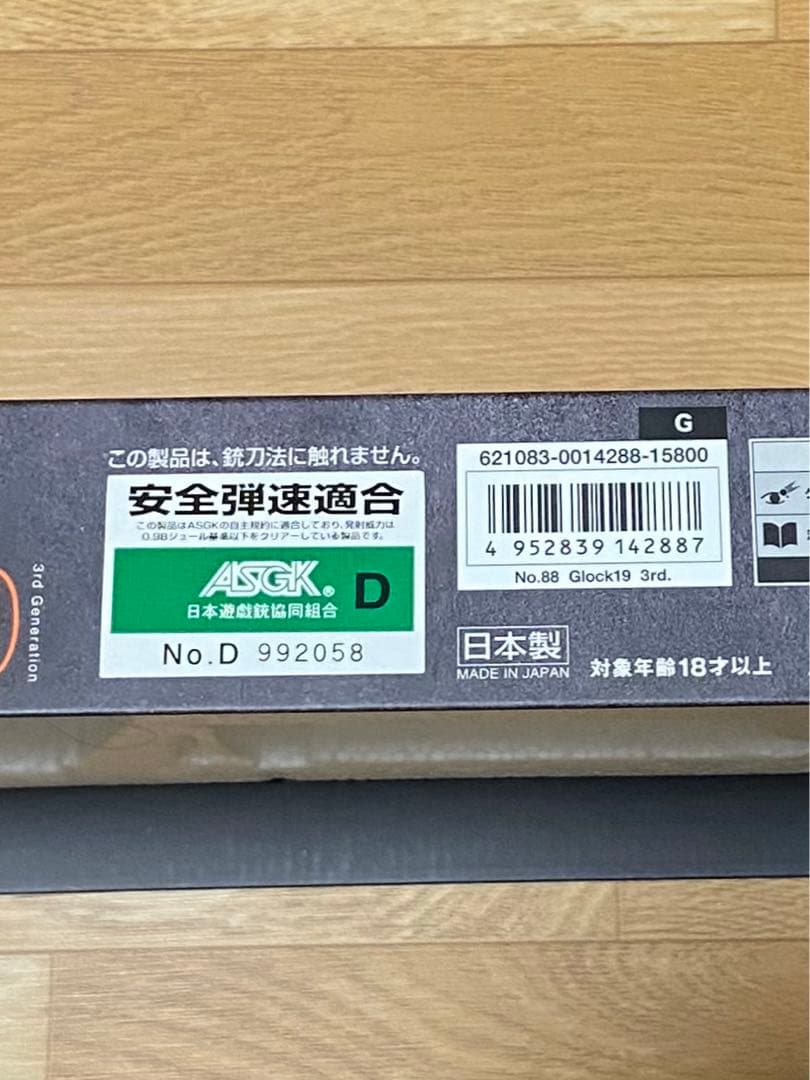 3rd Generation
この製品は、銃刀法に触れません。
安全弾速適合
この製品はASGKの自主規約に適合しており、発射威力は
0.98ジュール基準以下をクリアーしている製品です。
ASGK®
D
日本遊戯銃協同組合
No.D 992058
G
621083-0014288-15800
4 952839 142887
No.88 Glock19 3rd.
日本製
MADE IN JAPAN
対象年齢18才以上